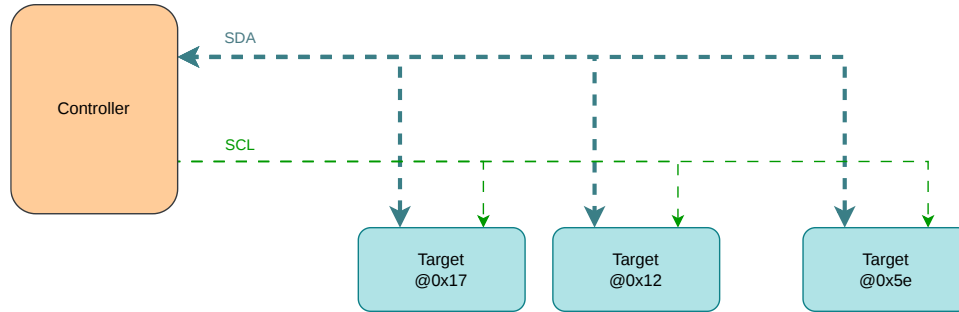 SDA
Controller
SCL
Target
@0x17
Target
@0x12
Target
@0x5e